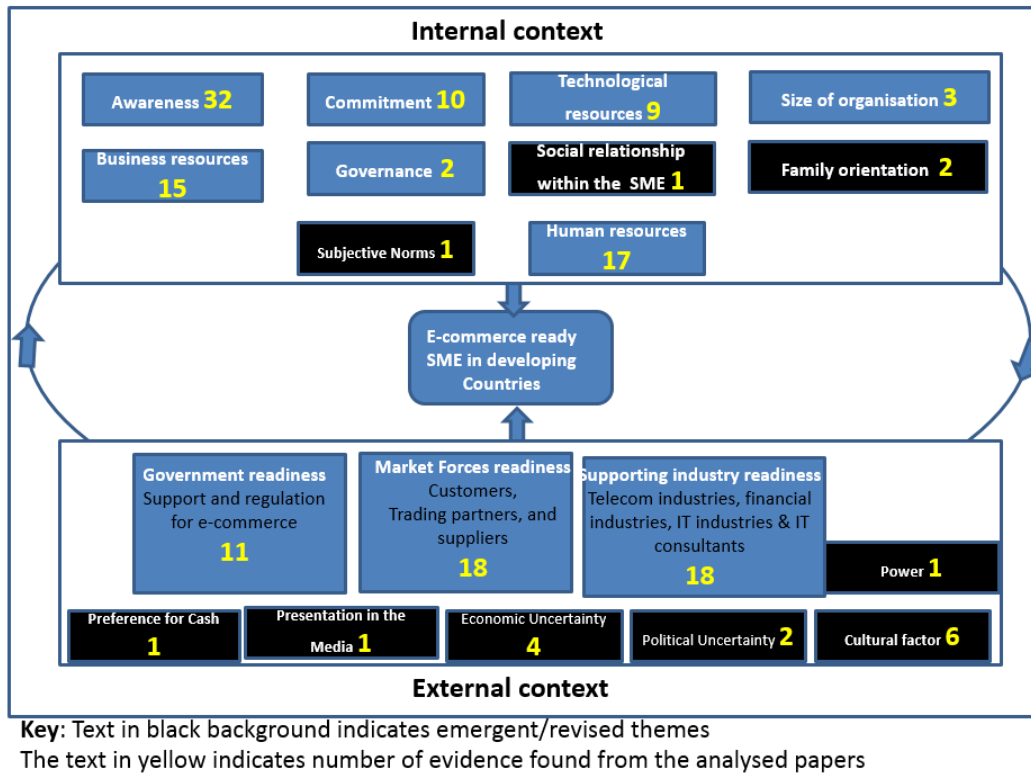 Internal context
Awareness 32
Commitment 10
Technological
resources 9
Size of organisation 3
Business resources
15
Governance 2
Social relationship
within the SME 1
Family orientation 2
Subjective Norms 1
Human resources
17
E-commerce ready
SME in developing
Countries
Government readiness
Support and regulation
for e-commerce
11
Market Forces readiness
Customers,
Trading partners, and
suppliers
18
Supporting industry readiness
Telecom industries, financial
industries, IT industries & IT
consultants
18
Power 1
Preference for Cash
1
Presentation in the
Media 1
Economic Uncertainty
4
Political Uncertainty 2
Cultural factor 6
External context
Key: Text in black background indicates emergent/revised themes
The text in yellow indicates number of evidence found from the analysed papers